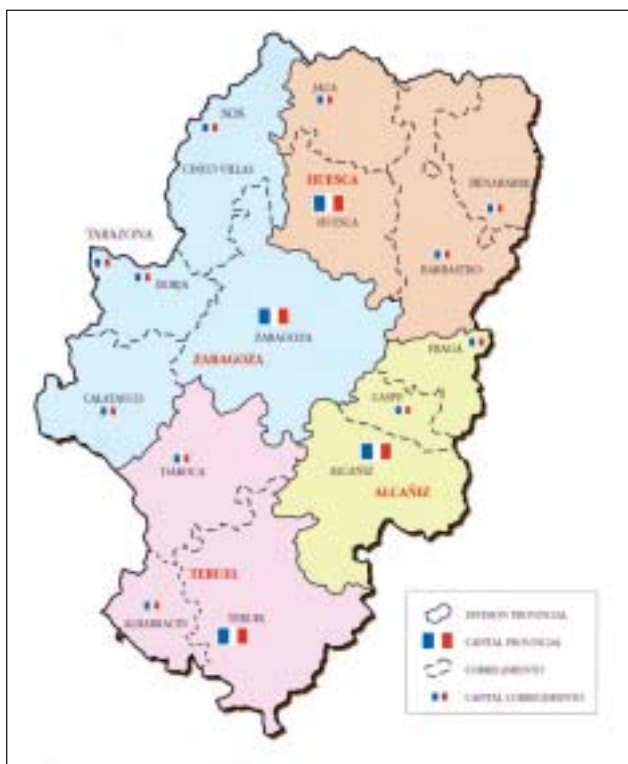 JACA
SOS
CINCO VILLAS
HUESCA
HUESCA
BENABARRE
TARAZONA
BORJA
BARBASTRO
ZARAGOZA
ZARAGOZA
FRAGA
CALATAYUD
CASPE
DAROCA
ALCAÑIZ
ALCAÑIZ
TERUEL
ALBARRACÍN
TERUEL
DIVISION PROVINCIAL
CAPITAL PROVINCIAL
CORREGIMIENTO
CAPITAL CORREGIMIENTO